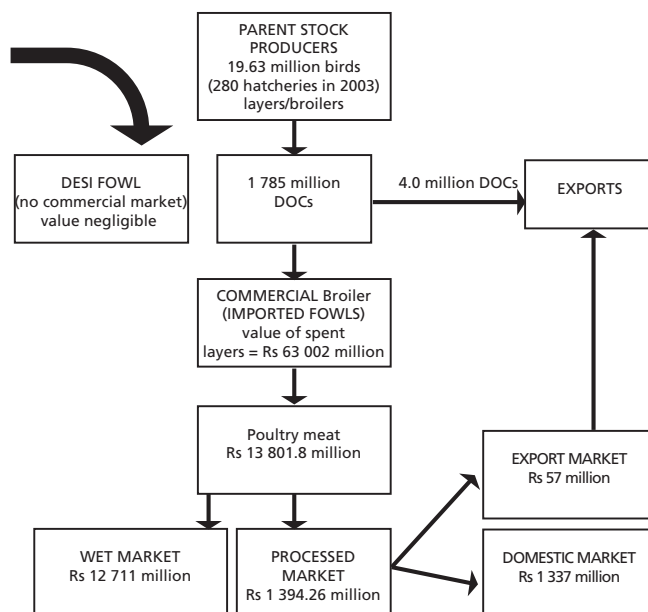 PARENT STOCK
PRODUCERS
19.63 million birds
(280 hatcheries in 2003)
layers/broilers
DESI FOWL
(no commercial market)
value negligible
1 785 million
DOCs
4.0 million DOCs
EXPORTS
COMMERCIAL Broiler
(IMPORTED FOWLS)
value of spent
layers = Rs 63 002 million
Poultry meat
Rs 13 801.8 million
EXPORT MARKET
Rs 57 million
WET MARKET
Rs 12 711 million
PROCESSED
MARKET
Rs 1 394.26 million
DOMESTIC MARKET
Rs 1 337 million